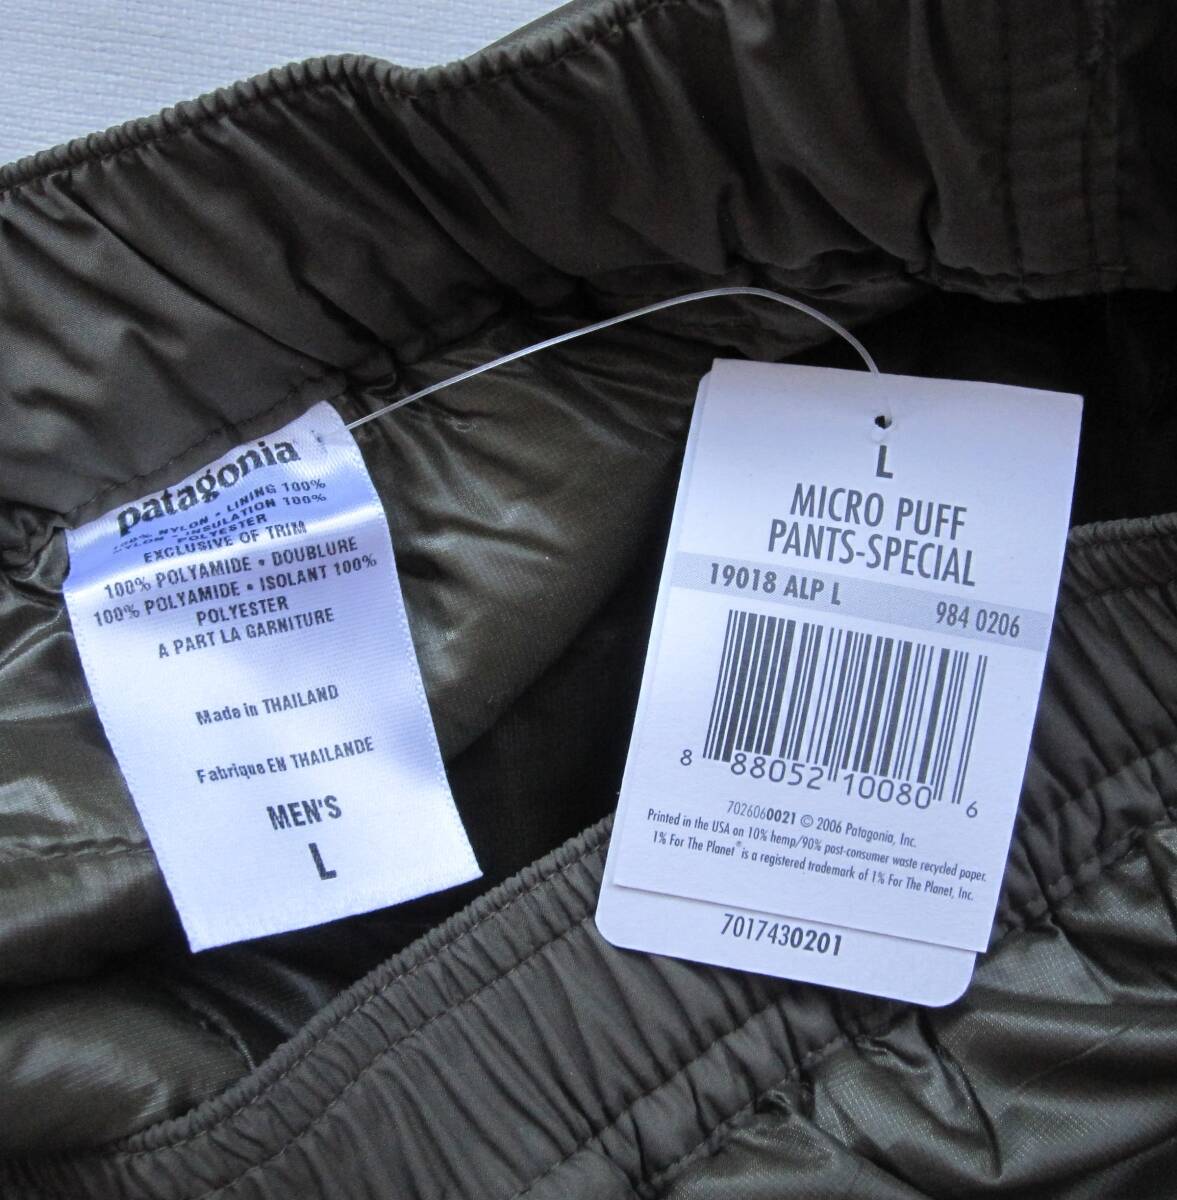 patagonia
100% NYLON • LINING 100%
NYLON • INSULATION 100%
POLYESTER
EXCLUSIVE OF TRIM
100% POLYAMIDE • DOUBLURE
100% POLYAMIDE • ISOLANT 100%
POLYESTER
A PART LA GARNITURE
Made in THAILAND
Fabrique EN THAILANDE
MEN'S
L
L
MICRO PUFF
PANTS-SPECIAL
19018 ALP L 984 0206
8 88052 10080 6
7026060021 © 2006 Patagonia, Inc.
Printed in the USA on 10% hemp/90% post-consumer waste recycled paper.
1% For The Planet® is a registered trademark of 1% For The Planet, Inc.
7017430201